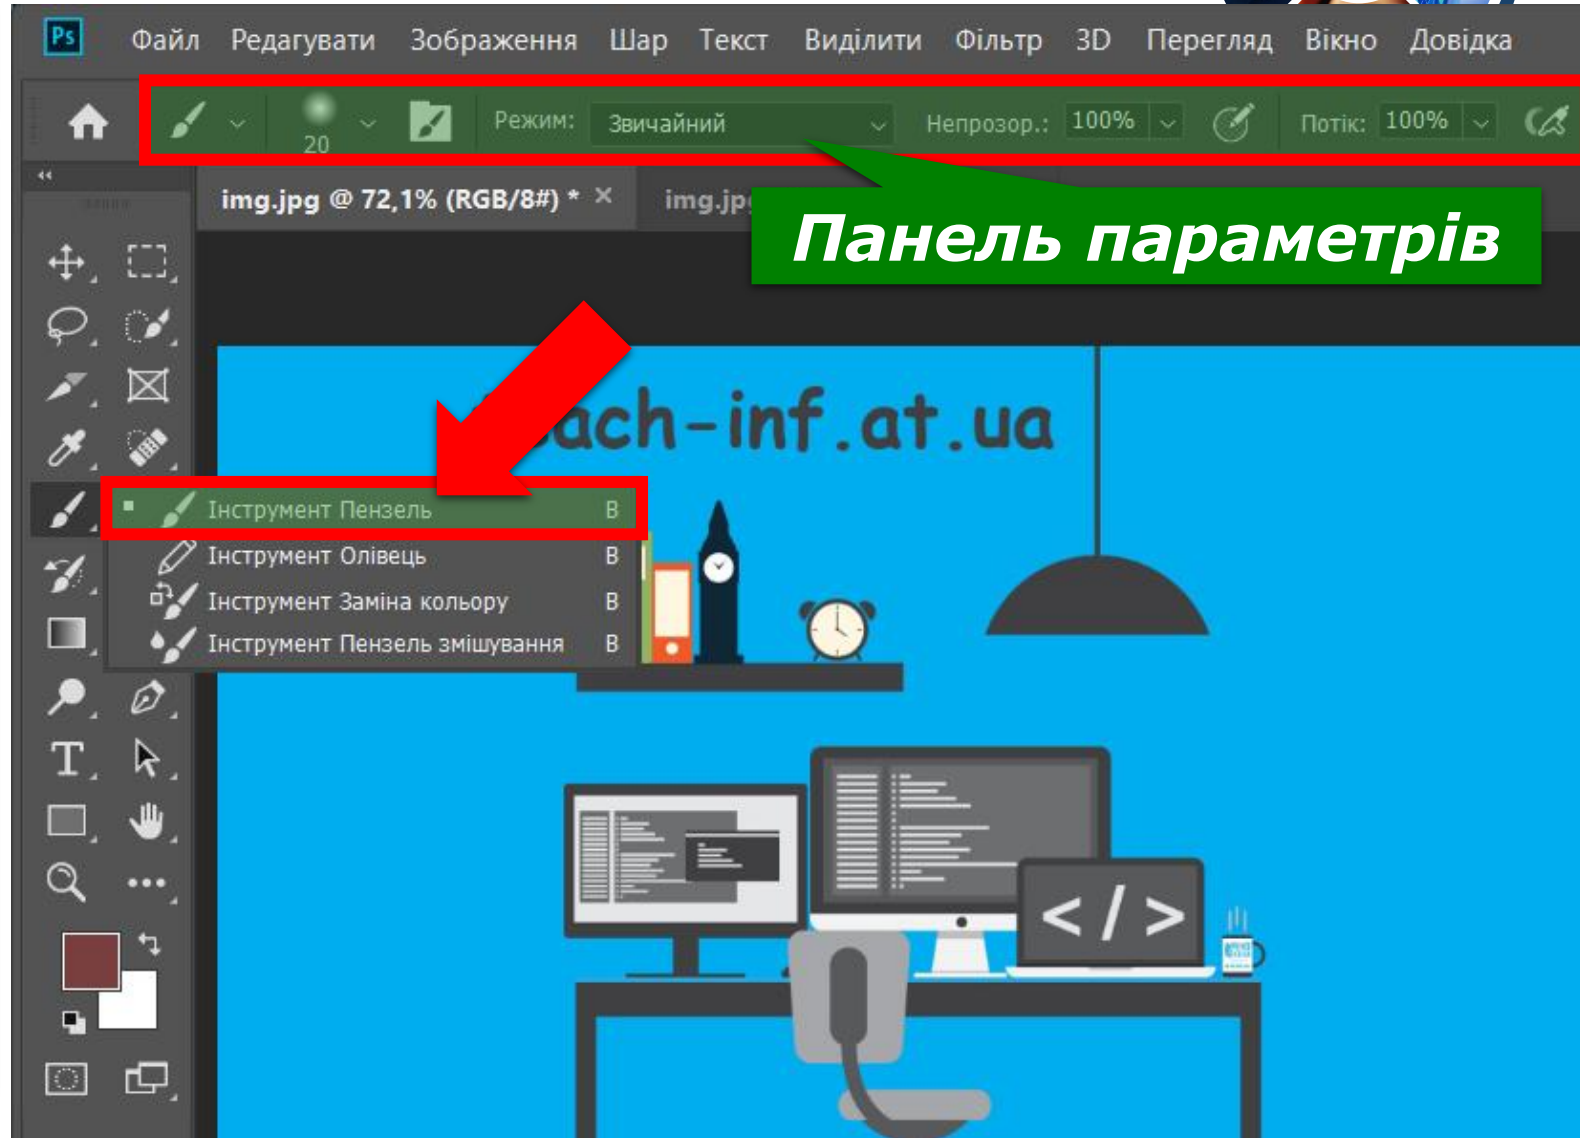 Ps Файл Редагувати Зображення Шар Текст Виділити Фільтр 3D Перегляд Вікно Довідка
20 Режим: Звичайний Непрозор.: 100% Потік: 100%
img.jpg @ 72,1% (RGB/8#) * × img.jp
Панель параметрів
ach-inf.at.ua
Інструмент Пензель B
Інструмент Олівець B
Інструмент Заміна кольору B
Інструмент Пензель змішування B
T
</>